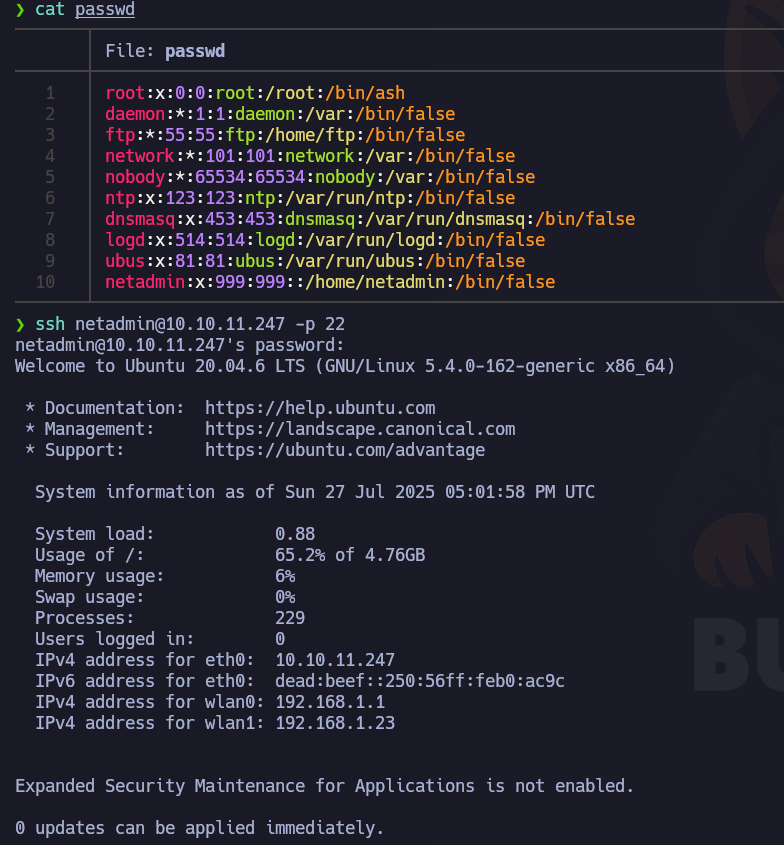 ❯ cat passwd
File: passwd
1 root:x:0:0:root:/root:/bin/ash
2 daemon:*:1:1:daemon:/var:/bin/false
3 ftp:*:55:55:ftp:/home/ftp:/bin/false
4 network:*:101:101:network:/var:/bin/false
5 nobody:*:65534:65534:nobody:/var:/bin/false
6 ntp:x:123:123:ntp:/var/run/ntp:/bin/false
7 dnsmasq:x:453:453:dnsmasq:/var/run/dnsmasq:/bin/false
8 logd:x:514:514:logd:/var/run/logd:/bin/false
9 ubus:x:81:81:ubus:/var/run/ubus:/bin/false
10 netadmin:x:999:999::/home/netadmin:/bin/false
❯ ssh netadmin@10.10.11.247 -p 22
netadmin@10.10.11.247's password:
Welcome to Ubuntu 20.04.6 LTS (GNU/Linux 5.4.0-162-generic x86_64)
* Documentation: https://help.ubuntu.com
* Management: https://landscape.canonical.com
* Support: https://ubuntu.com/advantage
System information as of Sun 27 Jul 2025 05:01:58 PM UTC
System load: 0.88
Usage of /: 65.2% of 4.76GB
Memory usage: 6%
Swap usage: 0%
Processes: 229
Users logged in: 0
IPv4 address for eth0: 10.10.11.247
IPv6 address for eth0: dead:beef::250:56ff:feb0:ac9c
IPv4 address for wlan0: 192.168.1.1
IPv4 address for wlan1: 192.168.1.23
BU
Expanded Security Maintenance for Applications is not enabled.
0 updates can be applied immediately.